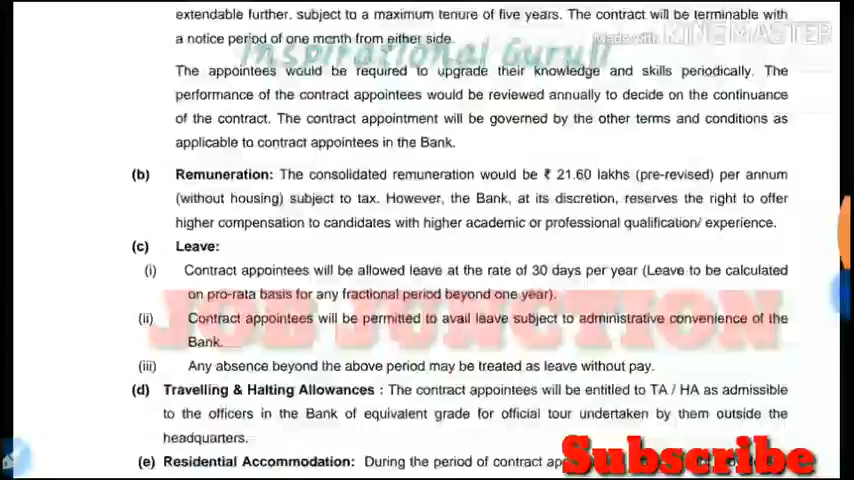 extendable further, subject to a maximum tenure of five years. The contract will be terminable with
a notice period of one month from either side.
Made with KINEMASTER
Inspirational Guruji
The appointees would be required to upgrade their knowledge and skills periodically. The
performance of the contract appointees would be reviewed annually to decide on the continuance
of the contract. The contract appointment will be governed by the other terms and conditions as
applicable to contract appointees in the Bank.
(b) Remuneration: The consolidated remuneration would be ₹ 21.60 lakhs (pre-revised) per annum
(without housing) subject to tax. However, the Bank, at its discretion, reserves the right to offer
higher compensation to candidates with higher academic or professional qualification/ experience.
(c) Leave:
(i) Contract appointees will be allowed leave at the rate of 30 days per year (Leave to be calculated
on pro-rata basis for any fractional period beyond one year).
JOB JUNCTION
(ii) Contract appointees will be permitted to avail leave subject to administrative convenience of the
Bank.
(iii) Any absence beyond the above period may be treated as leave without pay.
(d) Travelling & Halting Allowances : The contract appointees will be entitled to TA / HA as admissible
to the officers in the Bank of equivalent grade for official tour undertaken by them outside the
headquarters.
(e) Residential Accommodation: During the period of contract
Subscribe